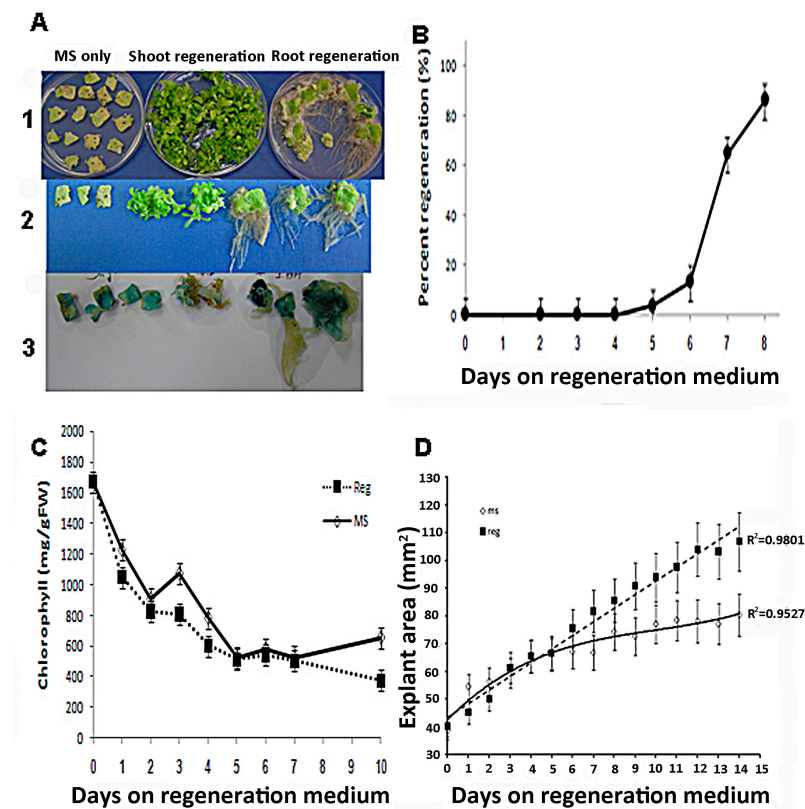 A
MS only Shoot regeneration Root regeneration
1
2
3
B
Percent regeneration (%)
100
80
60
40
20
0
0 1 2 3 4 5 6 7 8
Days on regeneration medium
C
Chlorophyll (mg/gFW)
2000
1800
1600
1400
1200
1000
800
600
400
200
0
Reg
MS
0 1 2 3 4 5 6 7 8 9 10
Days on regeneration medium
D
Explant area (mm²)
130
120
110
100
90
80
70
60
50
40
30
ms
reg
R²=0.9801
R²=0.9527
0 1 2 3 4 5 6 7 8 9 10 11 12 13 14 15
Days on regeneration medium